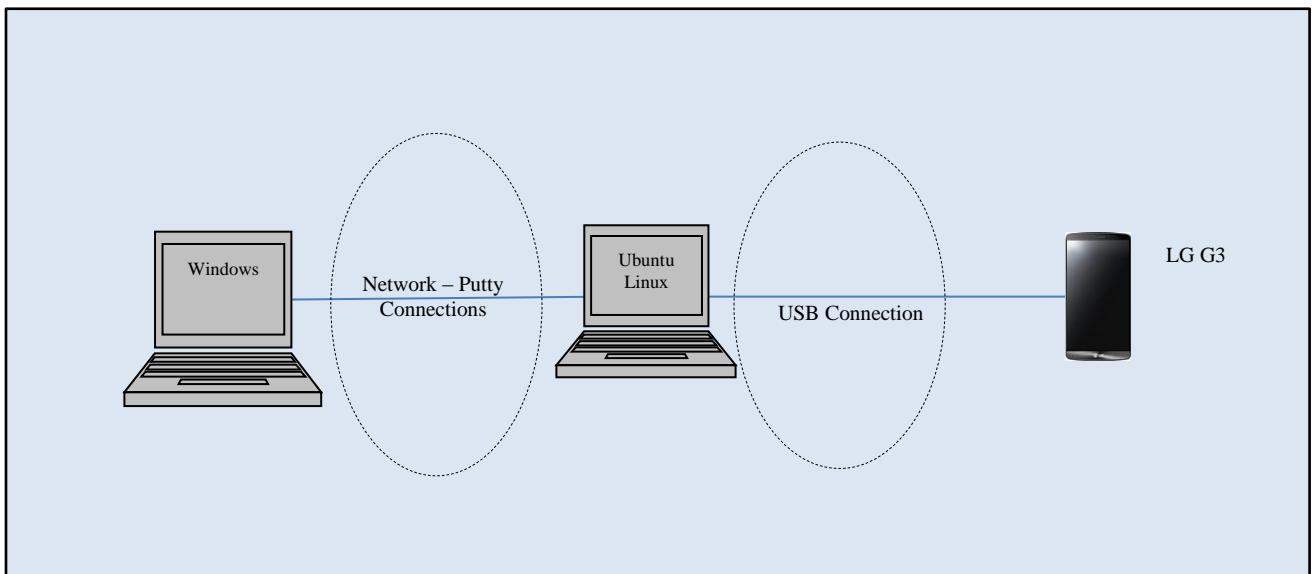 Windows
Network – Putty
Connections
Ubuntu
Linux
USB Connection
LG G3